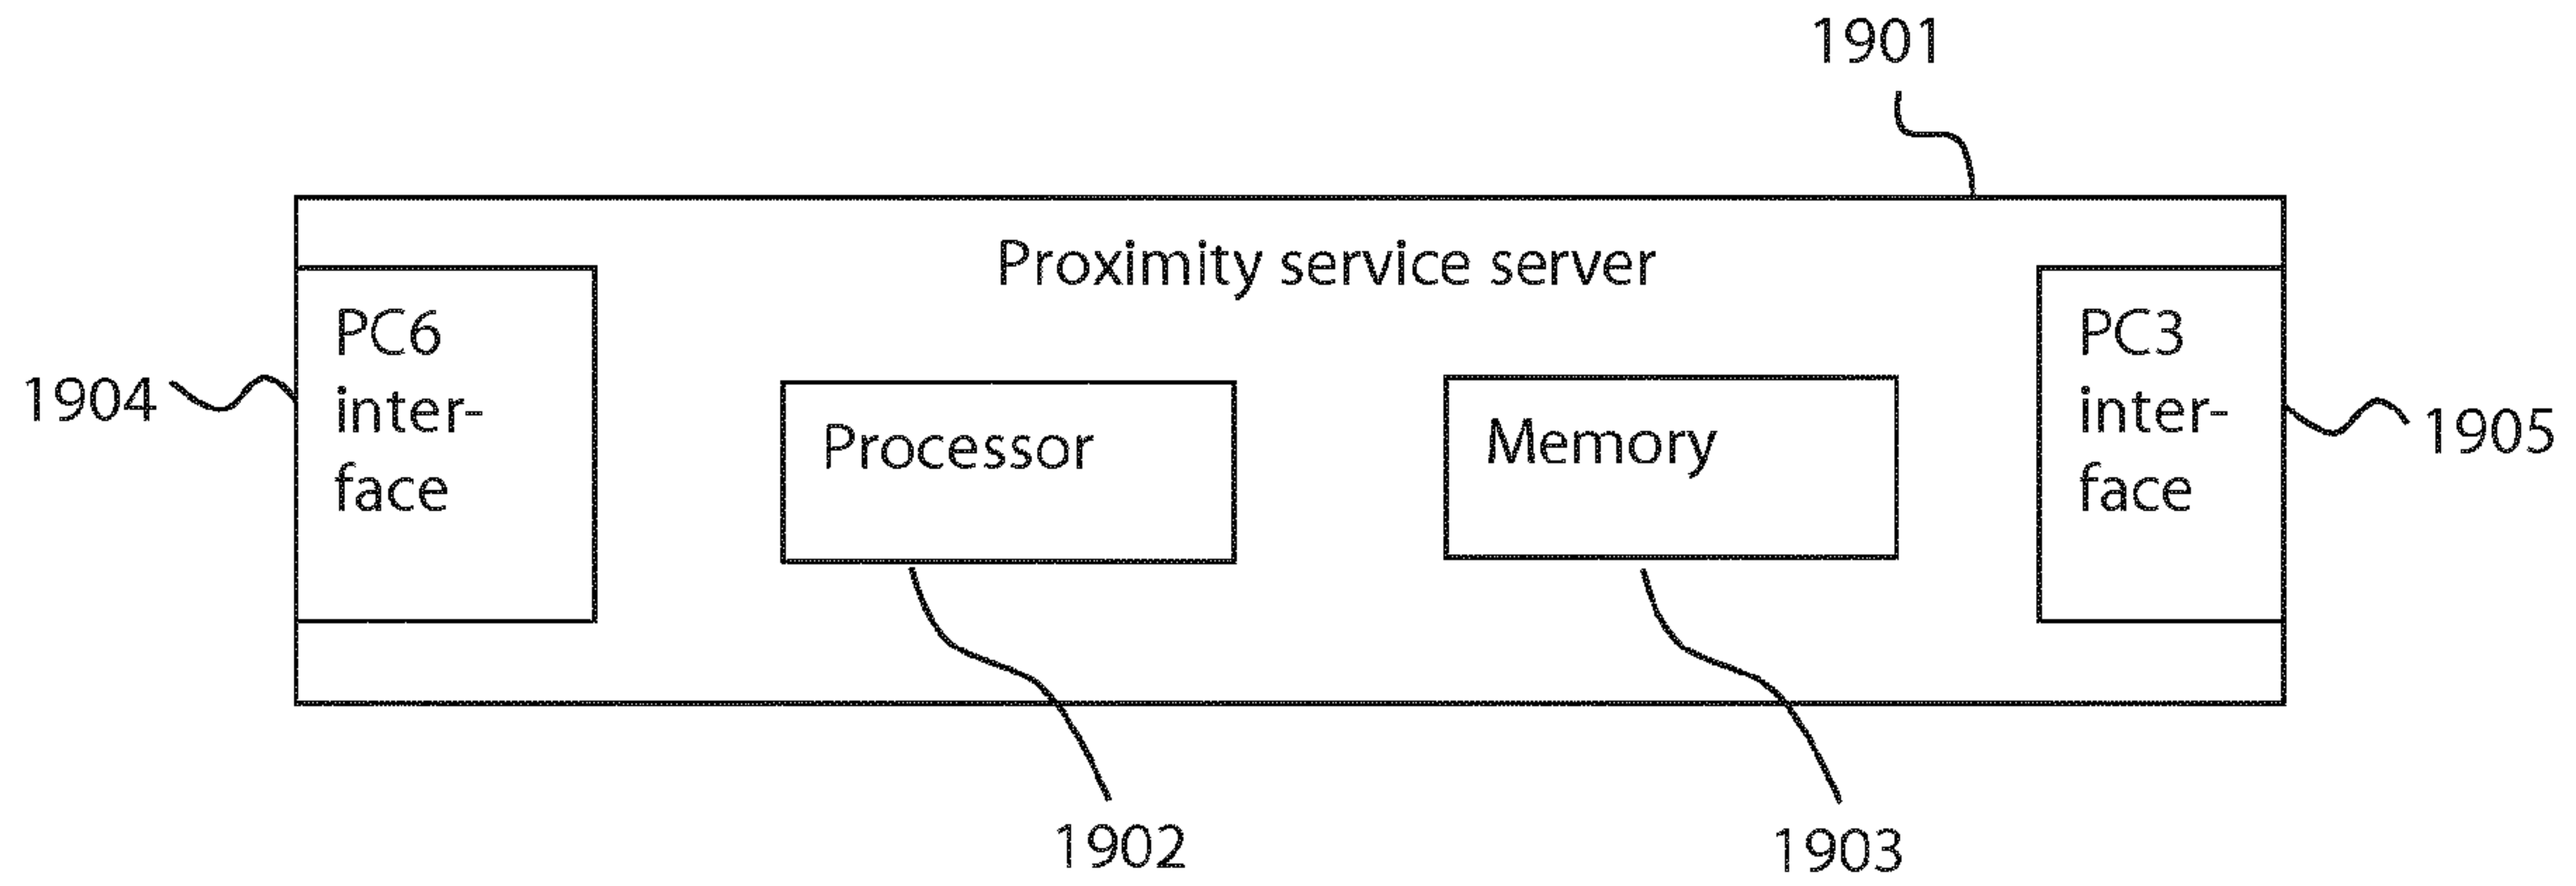 1901
Proximity service server
PC6
inter-
face
1904
Processor
Memory
PC3
inter-
face
1905
1902
1903